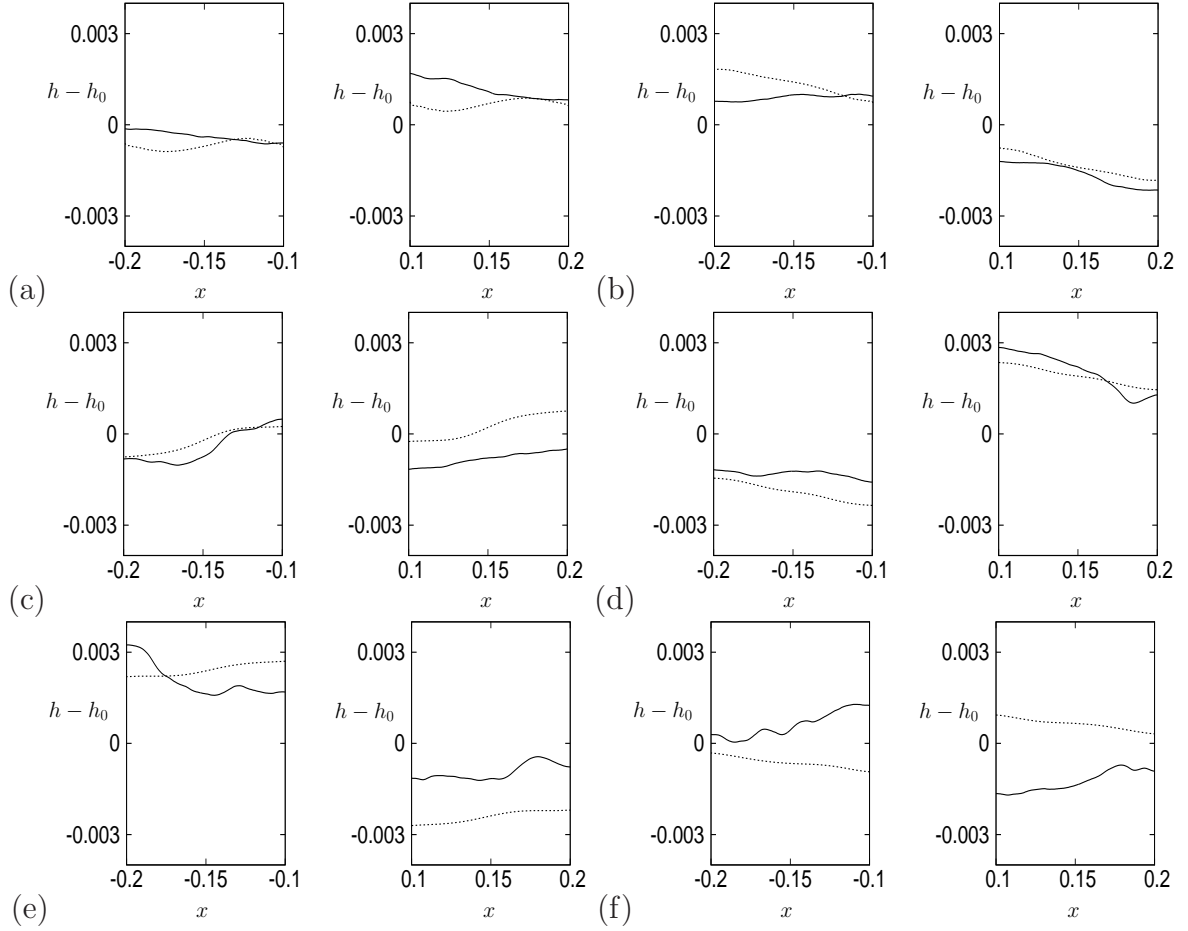 0.003 0.003 0.003 0.003
h − h₀ h − h₀ h − h₀ h − h₀
0 0 0 0
-0.003 -0.003 -0.003 -0.003
-0.2 -0.15 -0.1 0.1 0.15 0.2 -0.2 -0.15 -0.1 0.1 0.15 0.2
(a) x x (b) x x
0.003 0.003 0.003 0.003
h − h₀ h − h₀ h − h₀ h − h₀
0 0 0 0
-0.003 -0.003 -0.003 -0.003
-0.2 -0.15 -0.1 0.1 0.15 0.2 -0.2 -0.15 -0.1 0.1 0.15 0.2
(c) x x (d) x x
0.003 0.003 0.003 0.003
h − h₀ h − h₀ h − h₀ h − h₀
0 0 0 0
-0.003 -0.003 -0.003 -0.003
-0.2 -0.15 -0.1 0.1 0.15 0.2 -0.2 -0.15 -0.1 0.1 0.15 0.2
(e) x x (f) x x